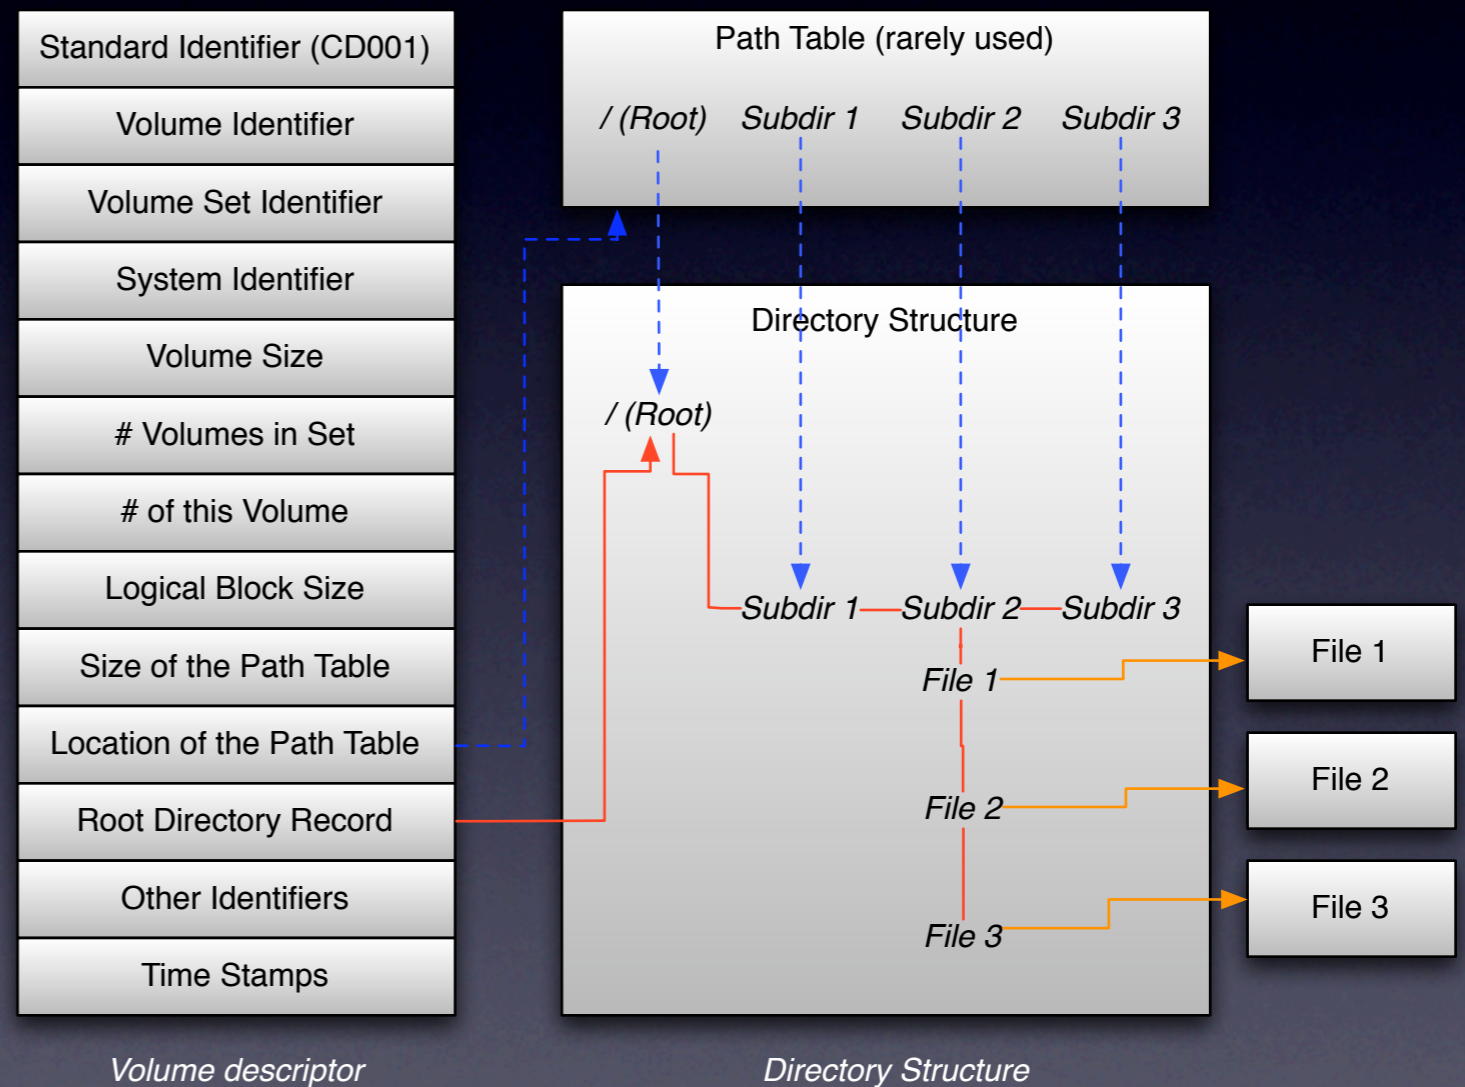 Standard Identifier (CD001)
Volume Identifier
Volume Set Identifier
System Identifier
Volume Size
# Volumes in Set
# of this Volume
Logical Block Size
Size of the Path Table
Location of the Path Table
Root Directory Record
Other Identifiers
Time Stamps
Volume descriptor
Path Table (rarely used)
/ (Root) Subdir 1 Subdir 2 Subdir 3
Directory Structure
/ (Root)
Subdir 1 Subdir 2 Subdir 3
File 1
File 2
File 3
Directory Structure
File 1
File 2
File 3